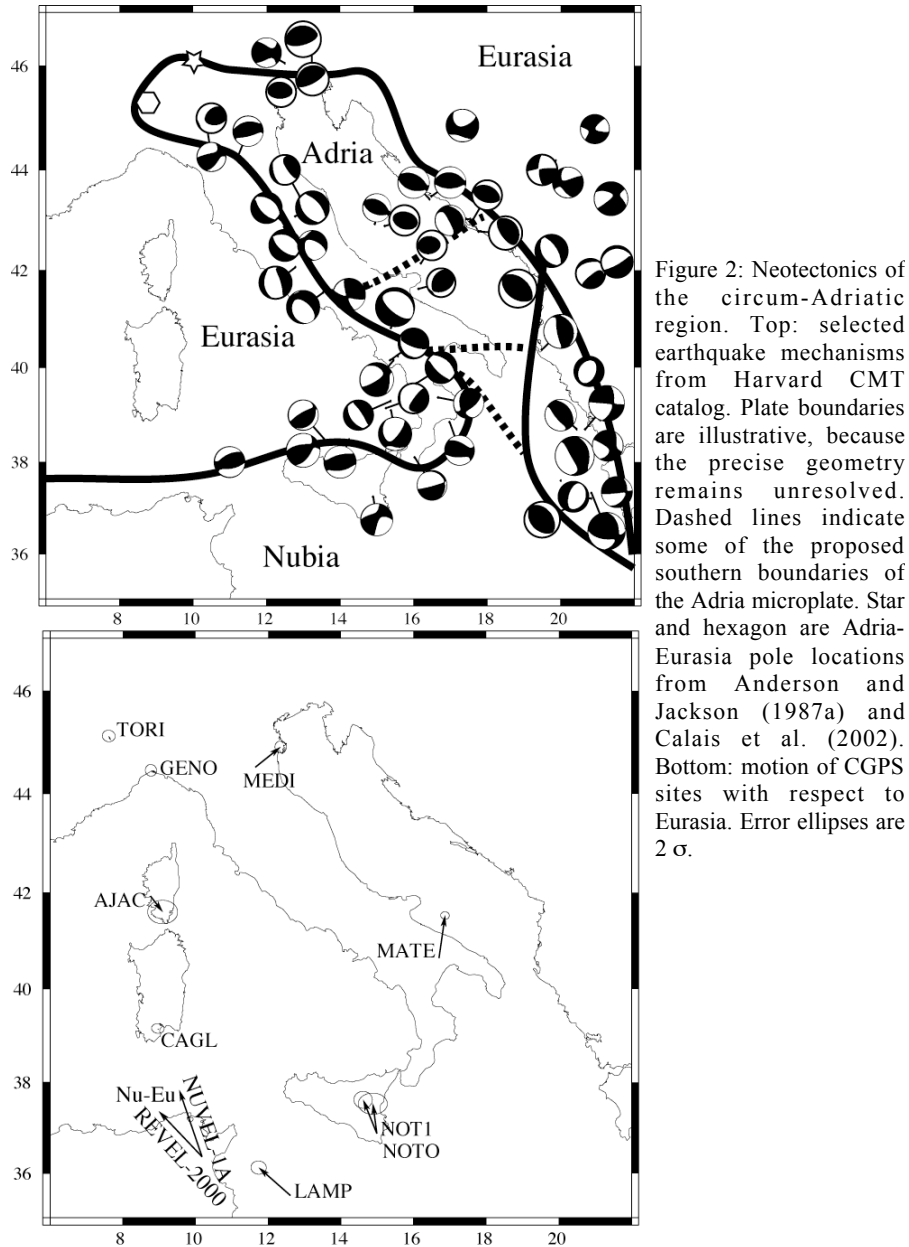 46
44
42
40
38
36
Eurasia
Adria
Eurasia
Nubia
8
10
12
14
16
18
20
46
44
42
40
38
36
TORI
GENO
MEDI
AJAC
MATE
CAGL
Nu-Eu
NUVEL-1A
REVEL-2000
NOT1
NOTO
LAMP
8
10
12
14
16
18
20
Figure 2: Neotectonics of
the circum-Adriatic
region. Top: selected
earthquake mechanisms
from Harvard CMT
catalog. Plate boundaries
are illustrative, because
the precise geometry
remains unresolved.
Dashed lines indicate
some of the proposed
southern boundaries of
the Adria microplate. Star
and hexagon are Adria-
Eurasia pole locations
from Anderson and
Jackson (1987a) and
Calais et al. (2002).
Bottom: motion of CGPS
sites with respect to
Eurasia. Error ellipses are
2 σ.